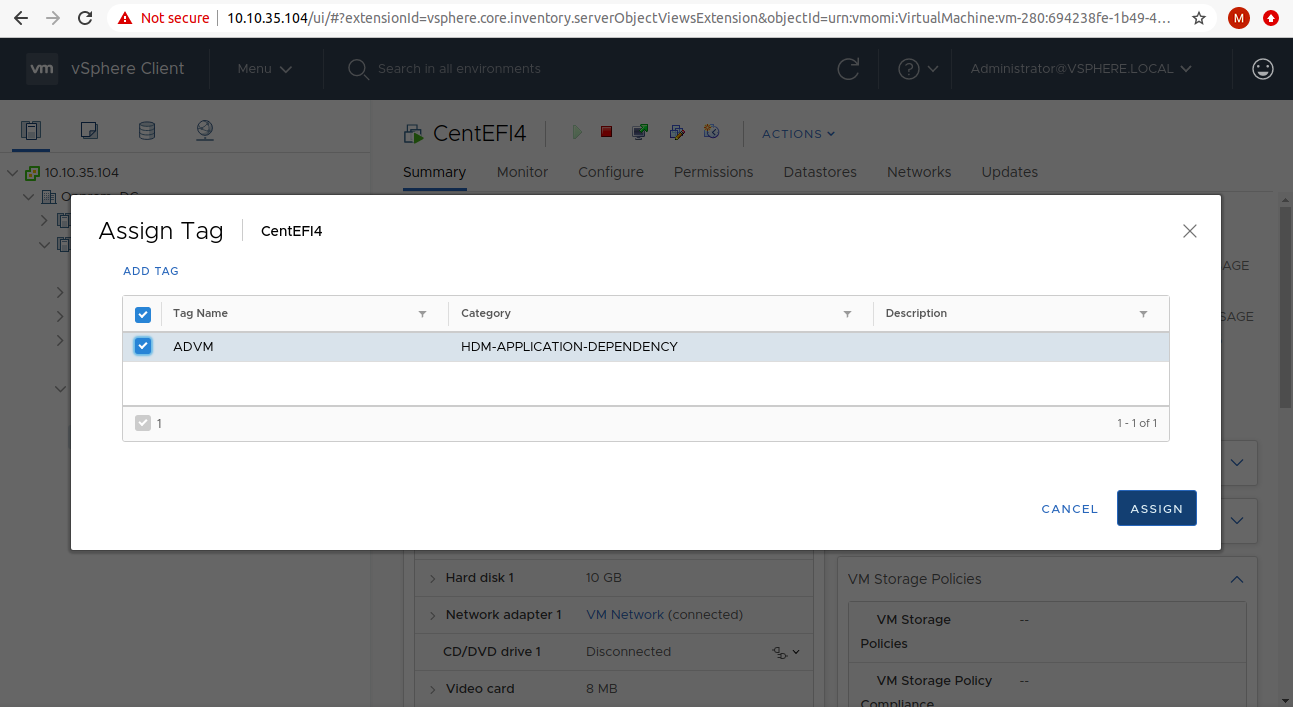 Not secure
10.10.35.104/ui/#?extensionId=vsphere.core.inventory.serverObjectViewsExtension&objectId=urn:vmomi:VirtualMachine:vm-280:694238fe-1b49-4...
M
vm vSphere Client Menu Search in all environments ? Administrator@VSPHERE.LOCAL
CentEFI4 ACTIONS
Summary Monitor Configure Permissions Datastores Networks Updates
10.10.35.104
Assign Tag CentEFI4
ADD TAG
Tag Name Category Description
ADVM HDM-APPLICATION-DEPENDENCY
1 1 - 1 of 1
CANCEL ASSIGN
Hard disk 1 10 GB
Network adapter 1 VM Network (connected)
CD/DVD drive 1 Disconnected
Video card 8 MB
VM Storage Policies
VM Storage --
Policies
VM Storage Policy --
Compliance